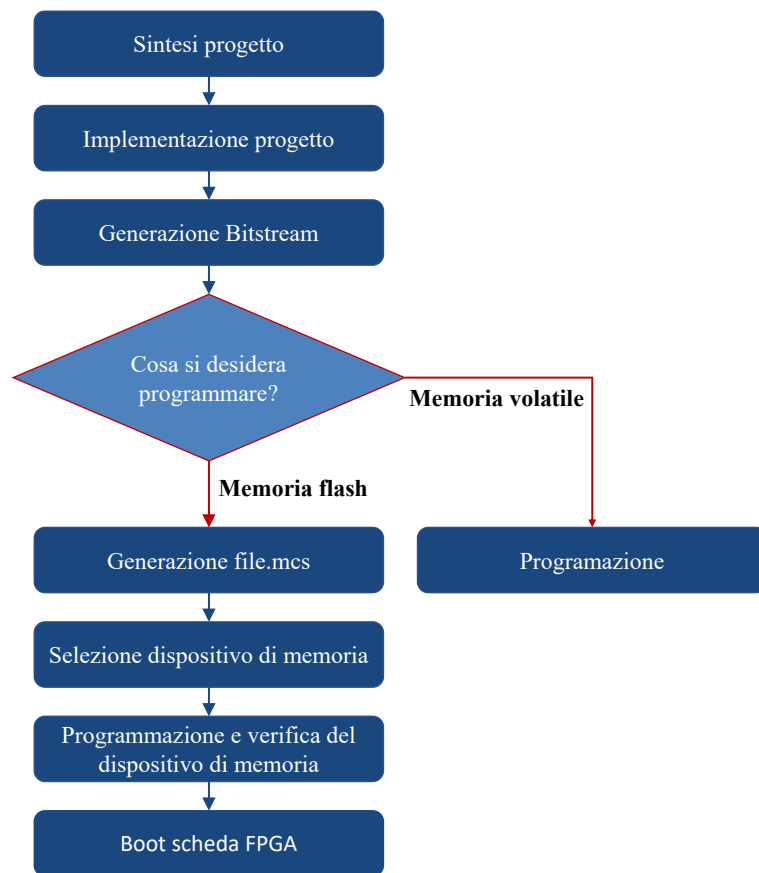 Sintesi progetto
Implementazione progetto
Generazione Bitstream
Cosa si desidera
programmare?
Memoria volatile
Memoria flash
Generazione file.mcs
Programazione
Selezione dispositivo di memoria
Programmazione e verifica del
dispositivo di memoria
Boot scheda FPGA